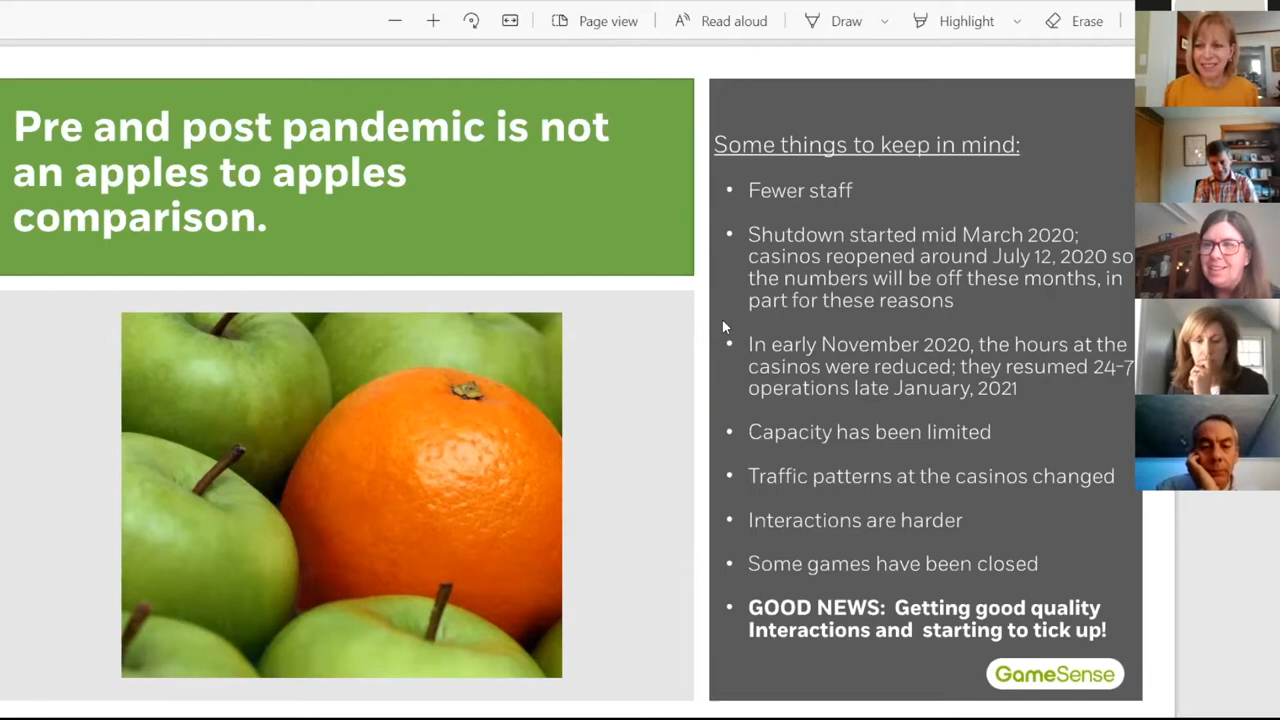 Page view
Read aloud
Draw
Highlight
Erase
Pre and post pandemic is not
an apples to apples
comparison.
Some things to keep in mind:
• Fewer staff
• Shutdown started mid March 2020;
casinos reopened around July 12, 2020 so
the numbers will be off these months, in
part for these reasons
• In early November 2020, the hours at the
casinos were reduced; they resumed 24-7
operations late January, 2021
• Capacity has been limited
• Traffic patterns at the casinos changed
• Interactions are harder
• Some games have been closed
• GOOD NEWS: Getting good quality
Interactions and starting to tick up!
GameSense